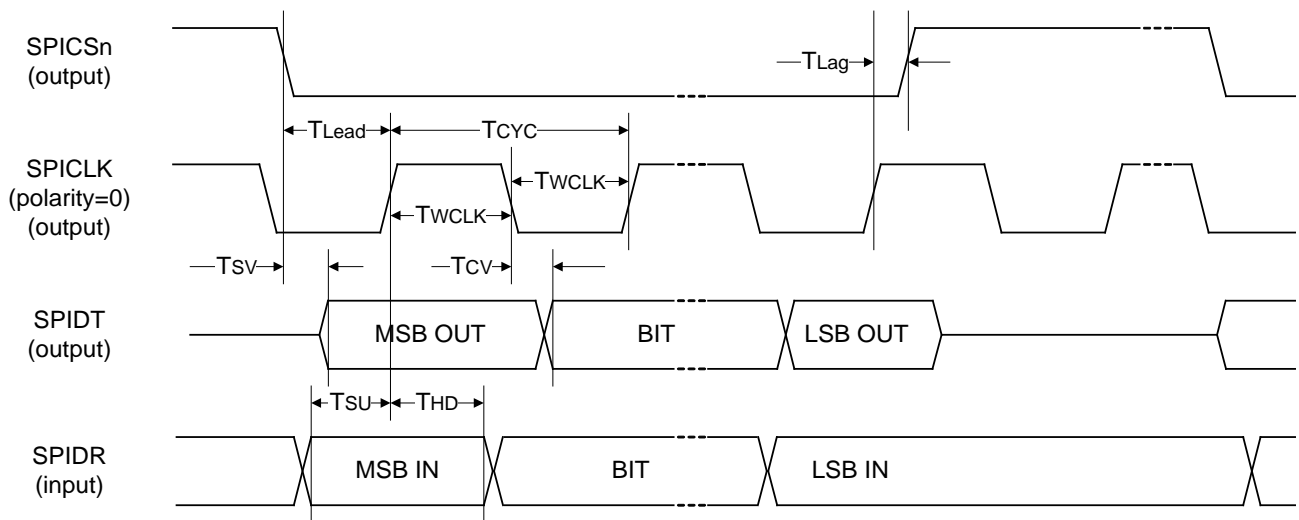 SPICSn
(output)
TLag
TLead
TCYC
SPICLK
(polarity=0)
(output)
TWCLK
TWCLK
TSV
TCV
SPIDT
(output)
MSB OUT
BIT
LSB OUT
TSU
THD
SPIDR
(input)
MSB IN
BIT
LSB IN